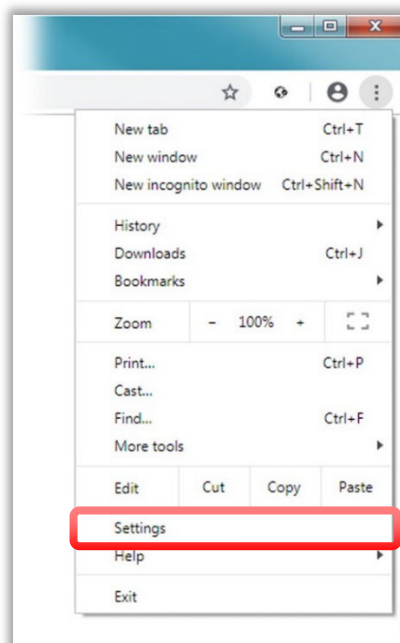 New tab Ctrl+T
New window Ctrl+N
New incognito window Ctrl+Shift+N
History
Downloads Ctrl+J
Bookmarks
Zoom - 100% +
Print... Ctrl+P
Cast...
Find... Ctrl+F
More tools
Edit Cut Copy Paste
Settings
Help
Exit